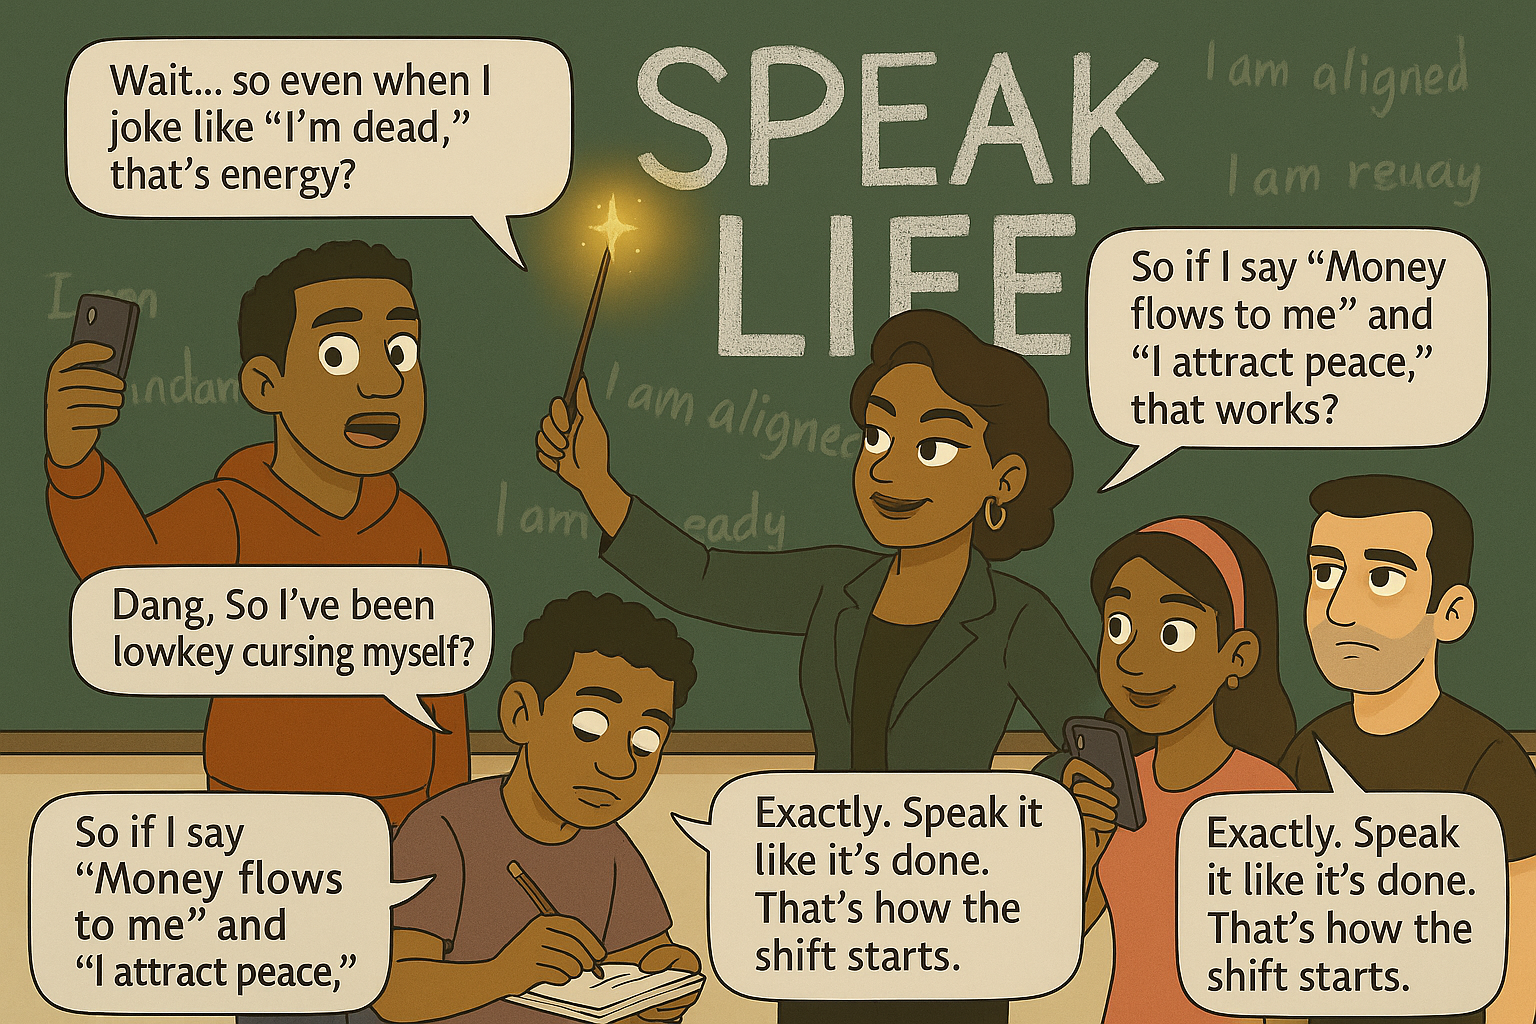 Wait... so even when I
joke like “I’m dead,”
that’s energy?
SPEAK
LIFE
I am aligned
I am reuay
So if I say “Money
flows to me” and
“I attract peace,”
that works?
I am
indan
I am aligned
I am eady
Dang, So I’ve been
lowkey cursing myself?
So if I say
“Money flows
to me” and
“I attract peace,”
Exactly. Speak it
like it’s done.
That’s how the
shift starts.
Exactly. Speak
it like it’s done.
That’s how the
shift starts.